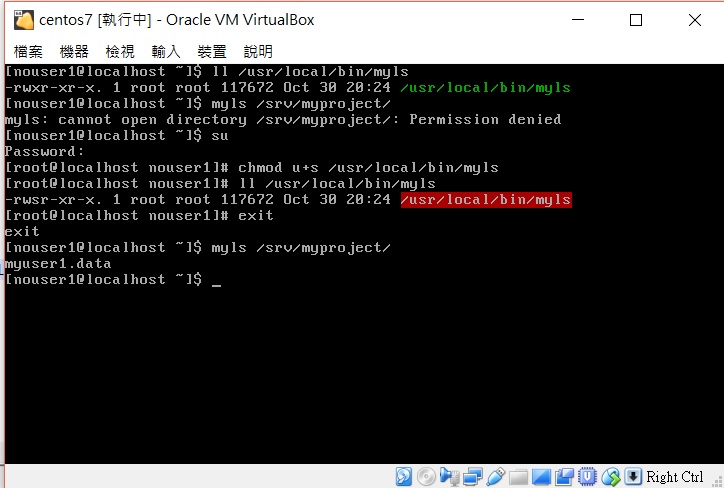 centos7 [執行中] - Oracle VM VirtualBox
檔案 機器 檢視 輸入 裝置 說明
[nouser1@localhost ~]$ ll /usr/local/bin/myls
-rwxr-xr-x. 1 root root 117672 Oct 30 20:24 /usr/local/bin/myls
[nouser1@localhost ~]$ myls /srv/myproject/
myls: cannot open directory /srv/myproject/: Permission denied
[nouser1@localhost ~]$ su
Password:
[root@localhost nouser1]# chmod u+s /usr/local/bin/myls
[root@localhost nouser1]# ll /usr/local/bin/myls
-rwsr-xr-x. 1 root root 117672 Oct 30 20:24 /usr/local/bin/myls
[root@localhost nouser1]# exit
exit
[nouser1@localhost ~]$ myls /srv/myproject/
myuser1.data
[nouser1@localhost ~]$ _
Right Ctrl